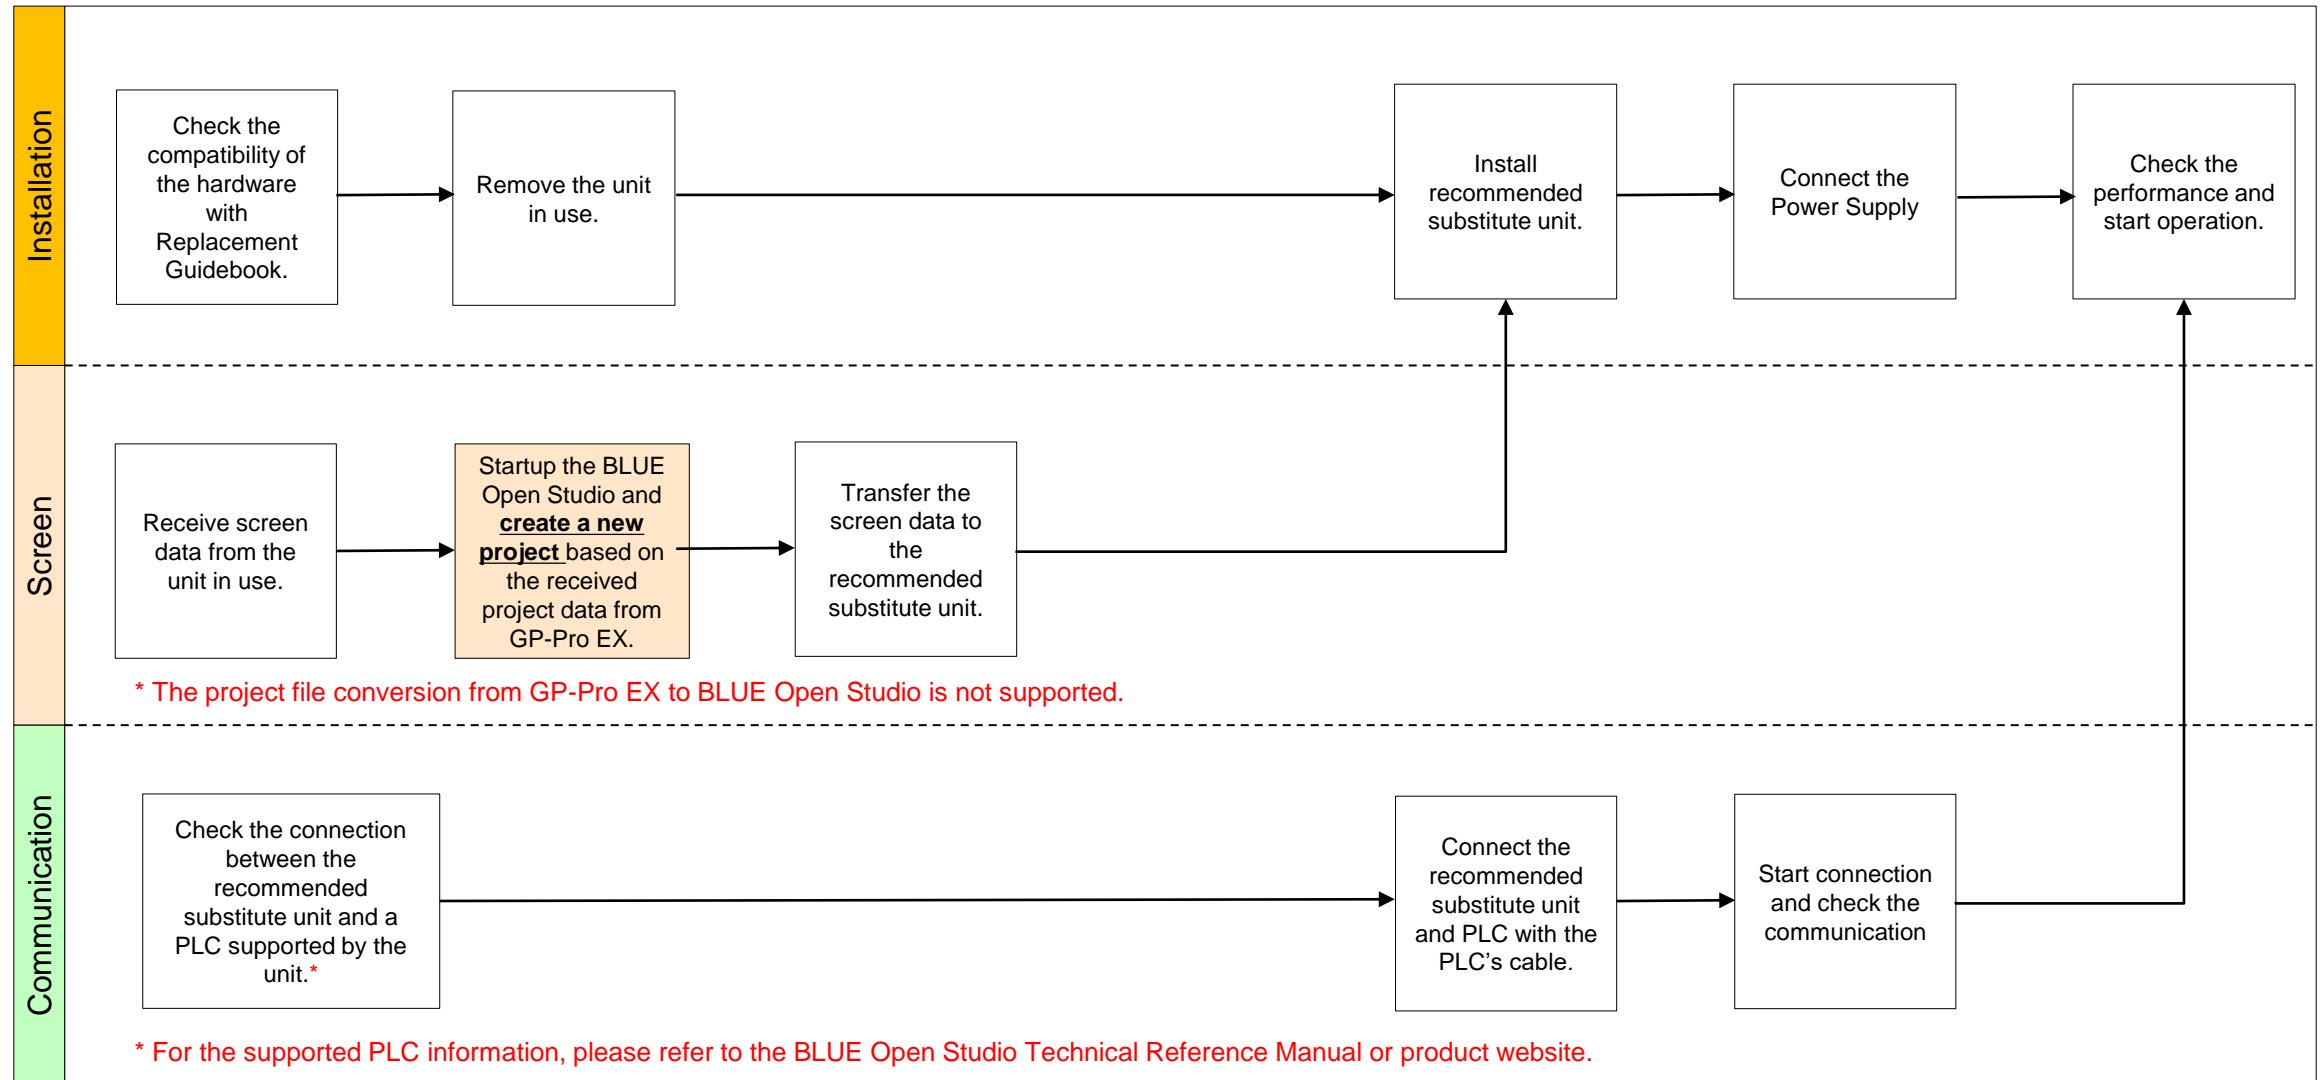 Installation
Check the
compatibility of
the hardware
with
Replacement
Guidebook.
Remove the unit
in use.
Install
recommended
substitute unit.
Connect the
Power Supply
Check the
performance and
start operation.
Screen
Receive screen
data from the
unit in use.
Startup the BLUE
Open Studio and
create a new
project based on
the received
project data from
GP-Pro EX.
Transfer the
screen data to
the
recommended
substitute unit.
* The project file conversion from GP-Pro EX to BLUE Open Studio is not supported.
Communication
Check the connection
between the
recommended
substitute unit and a
PLC supported by the
unit.*
Connect the
recommended
substitute unit
and PLC with the
PLC’s cable.
Start connection
and check the
communication
* For the supported PLC information, please refer to the BLUE Open Studio Technical Reference Manual or product website.